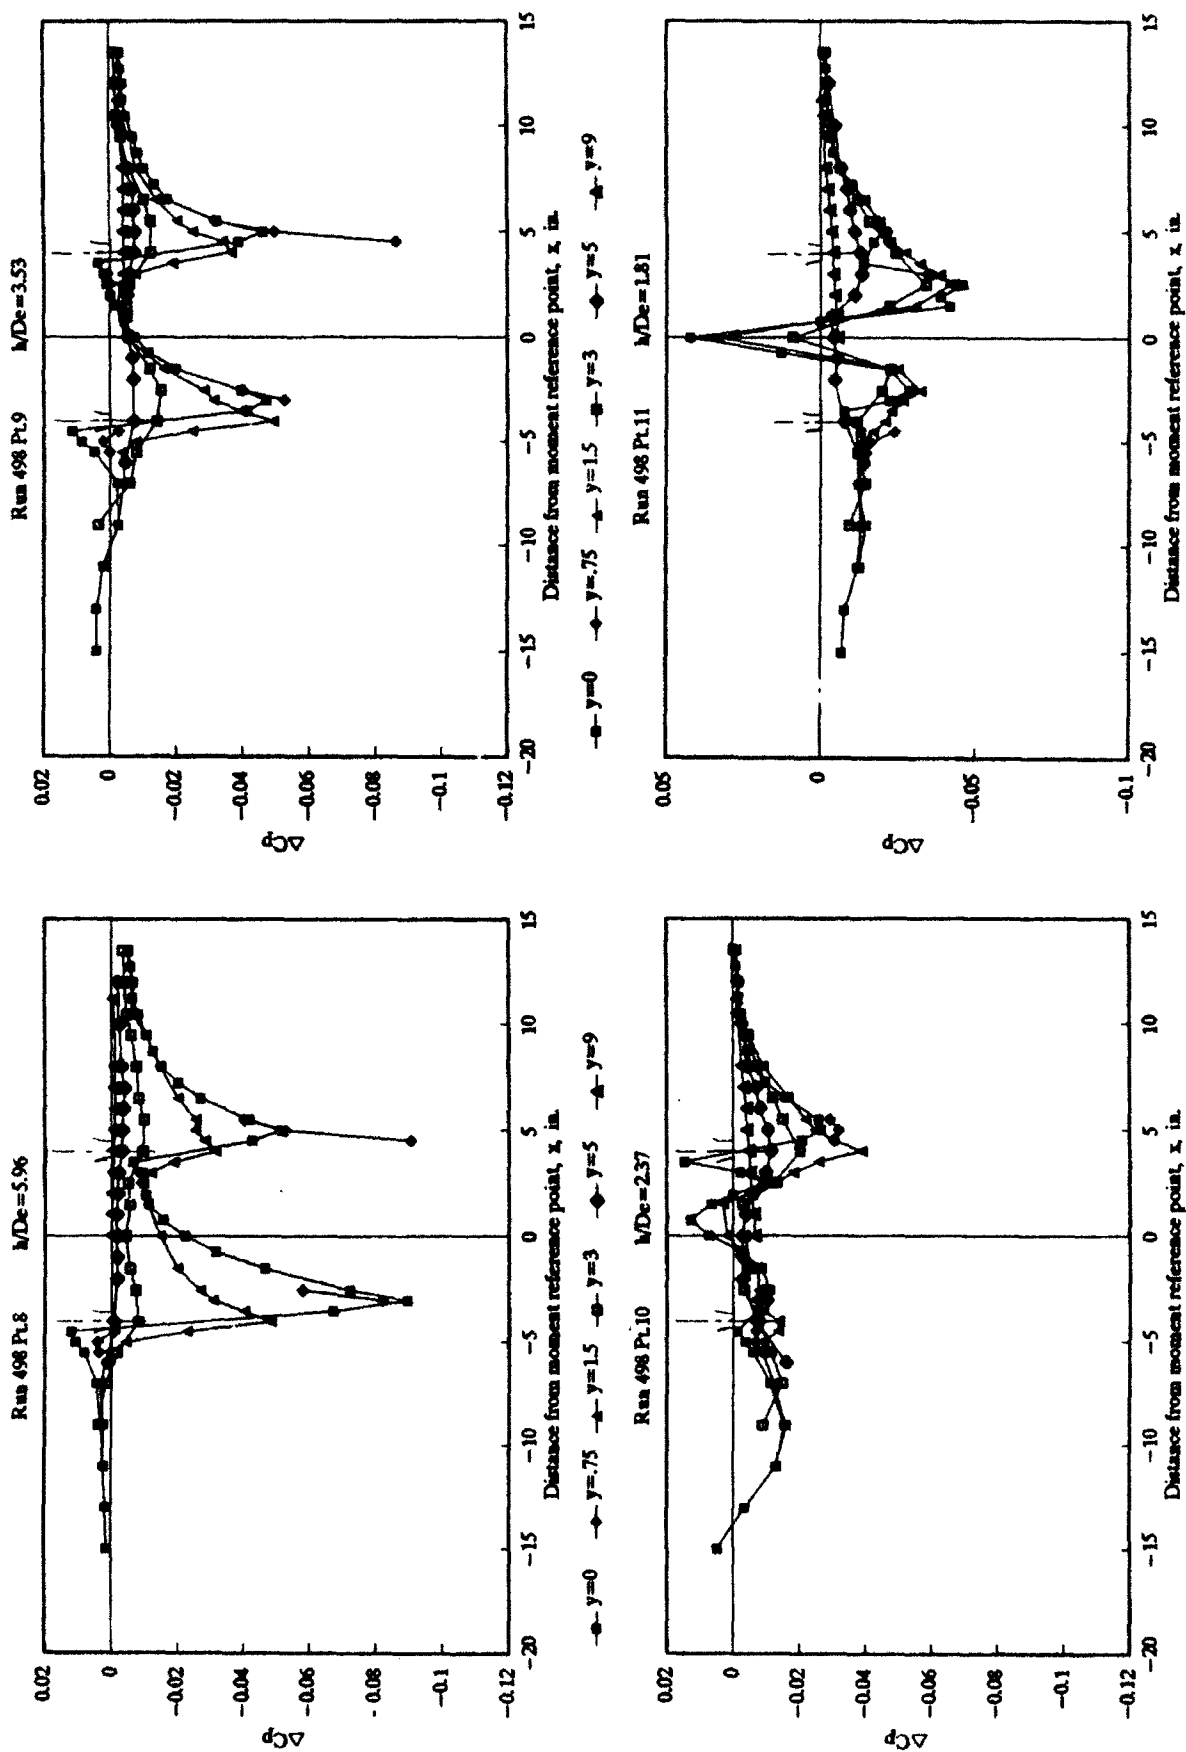 Run 498 Pt.8 h/De=5.96
0.02
0
−0.02
−0.04
−0.06
-0.08
−0.1
−0.12
ΔCp
−20 −15 −10 −5 0 5 10 15
Distance from moment reference point, x, in.
y=0 y=.75 y=1.5 y=3 y=5 y=9
Run 498 Pt.9 h/De=3.53
0.02
0
−0.02
−0.04
−0.06
−0.08
−0.1
−0.12
ΔCp
−20 −15 −10 −5 0 5 10 15
Distance from moment reference point, x, in.
y=0 y=.75 y=1.5 y=3 y=5 y=9
Run 498 Pt.10 h/De=2.37
0.02
0
−0.02
−0.04
−0.06
−0.08
−0.1
−0.12
ΔCp
−20 −15 −10 −5 0 5 10 15
Distance from moment reference point, x, in.
Run 498 Pt.11 h/De=1.81
0.05
0
−0.05
−0.1
ΔCp
−20 −15 −10 −5 0 5 10 15
Distance from moment reference point, x, in.